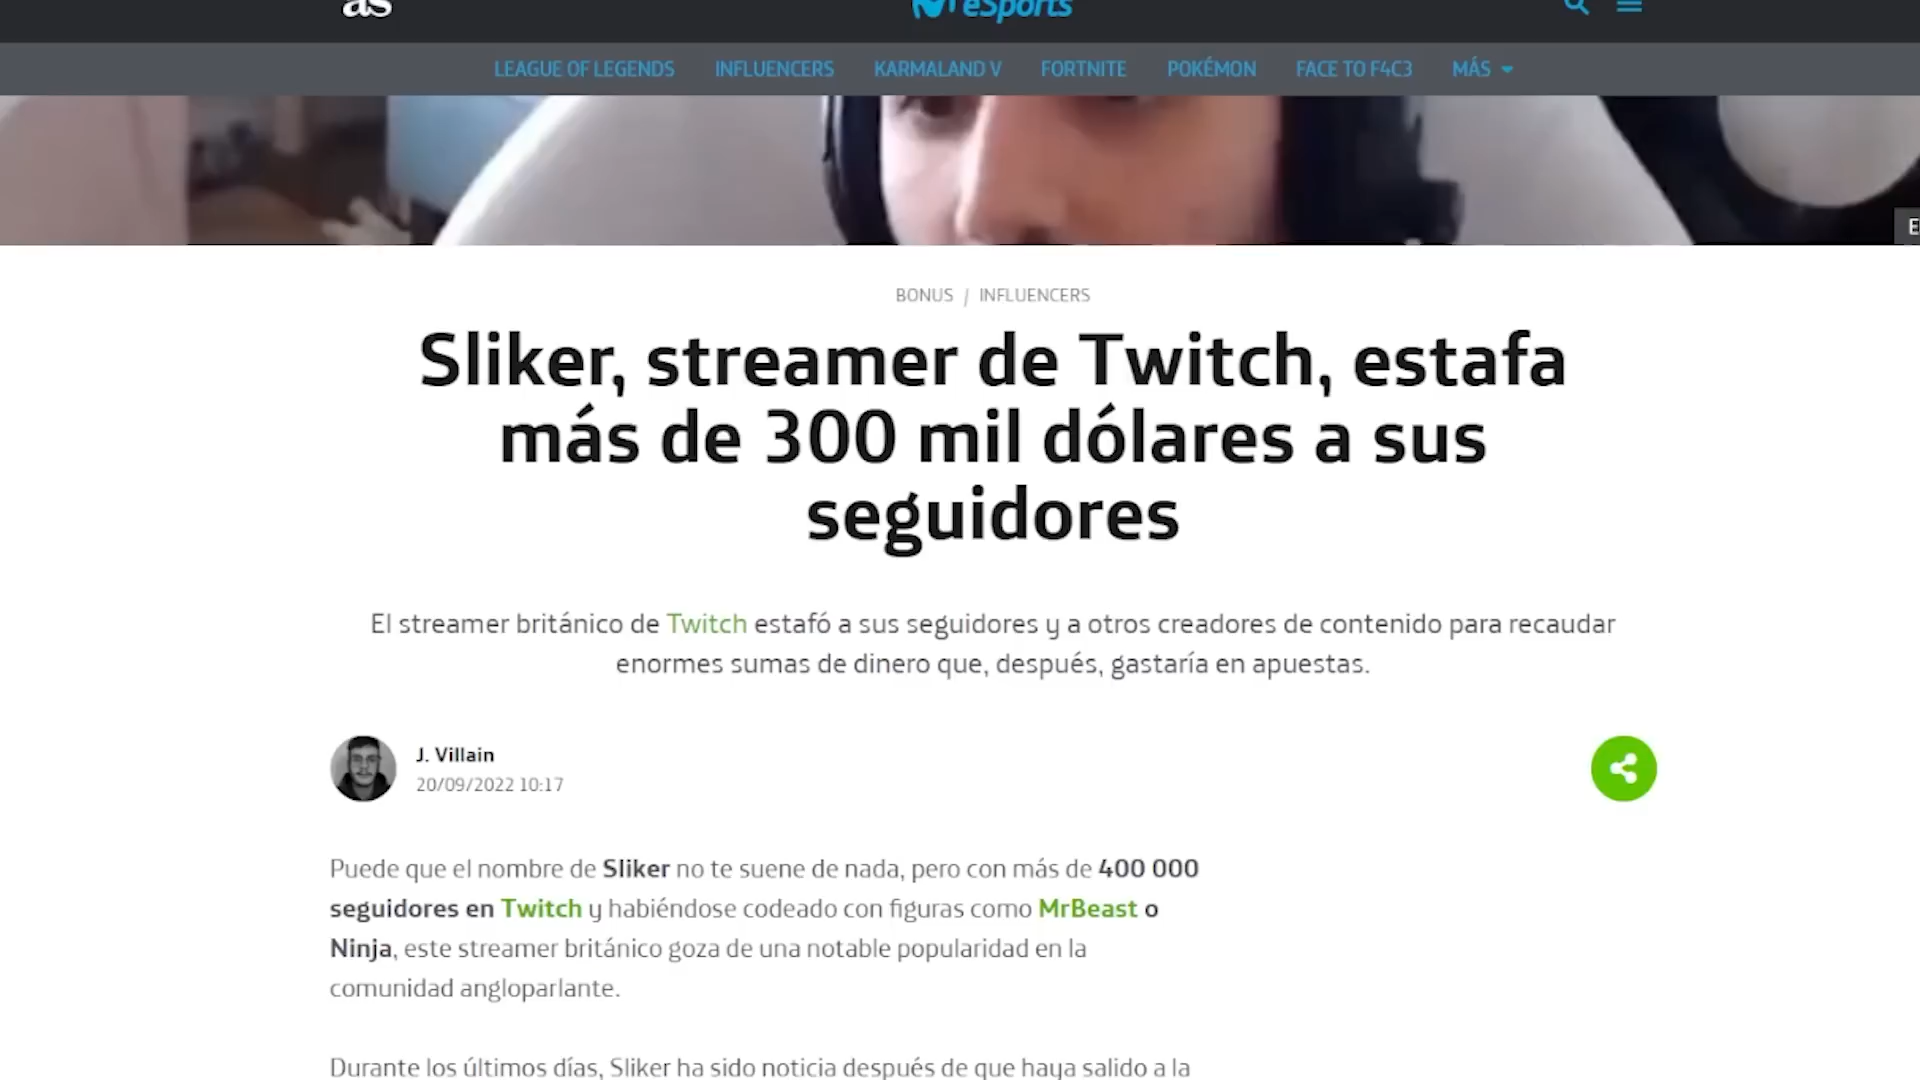 as
eSports
LEAGUE OF LEGENDS INFLUENCERS KARMALAND V FORTNITE POKÉMON FACE TO F4C3 MÁS
BONUS / INFLUENCERS
Sliker, streamer de Twitch, estafa
más de 300 mil dólares a sus
seguidores
El streamer británico de Twitch estafó a sus seguidores y a otros creadores de contenido para recaudar
enormes sumas de dinero que, después, gastaría en apuestas.
J. Villain
20/09/2022 10:17
Puede que el nombre de Sliker no te suene de nada, pero con más de 400 000
seguidores en Twitch y habiéndose codeado con figuras como MrBeast o
Ninja, este streamer británico goza de una notable popularidad en la
comunidad angloparlante.
Durante los últimos días, Sliker ha sido noticia después de que haya salido a la